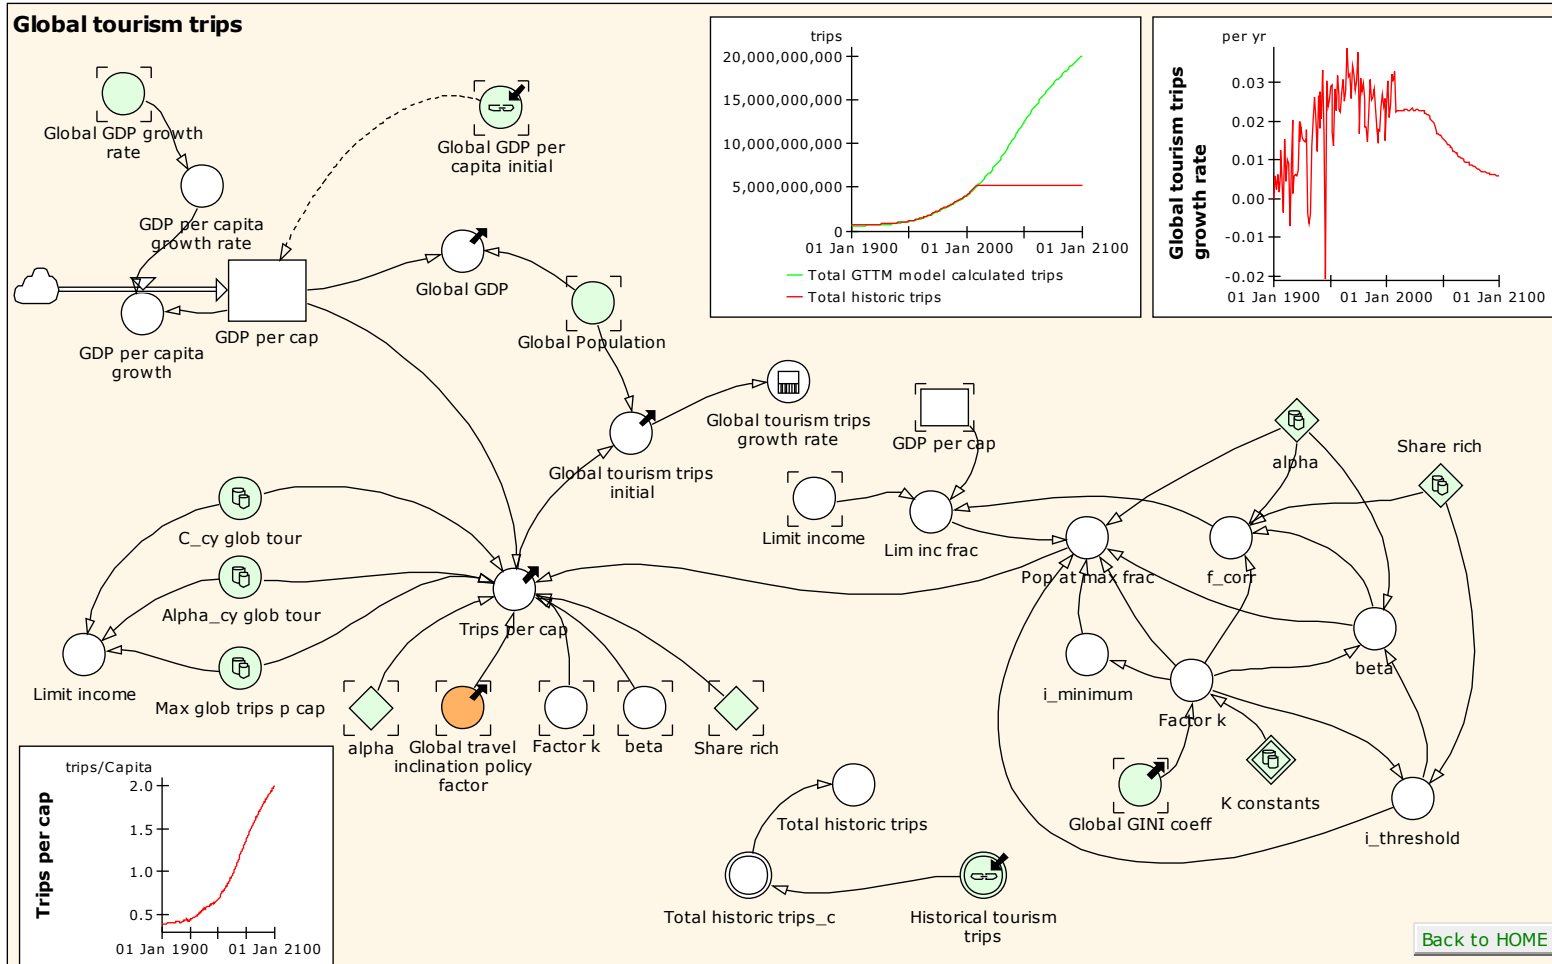 Global tourism trips
Global GDP growth
rate
Global GDP per
capita initial
GDP per capita
growth rate
Global GDP
GDP per cap
GDP per capita
growth
Global Population
trips
20,000,000,000
15,000,000,000
10,000,000,000
5,000,000,000
0
01 Jan 1900
01 Jan 2000
01 Jan 2100
Total GTTM model calculated trips
Total historic trips
per yr
Global tourism trips
growth rate
0.03
0.02
0.01
0.00
-0.01
-0.02
01 Jan 1900
01 Jan 2000
01 Jan 2100
Global tourism trips
growth rate
Global tourism trips
initial
GDP per cap
alpha
Share rich
C_cy glob tour
Limit income
Lim inc frac
Pop at max frac
f_corr
Alpha_cy glob tour
Trips per cap
beta
Limit income
Max glob trips p cap
i_minimum
Factor k
alpha
Global travel
inclination policy
factor
Factor k
beta
Share rich
Global GINI coeff
K constants
i_threshold
trips/Capita
Trips per cap
2.0
1.5
1.0
0.5
01 Jan 1900
01 Jan 2100
Total historic trips
Total historic trips_c
Historical tourism
trips
Back to HOME